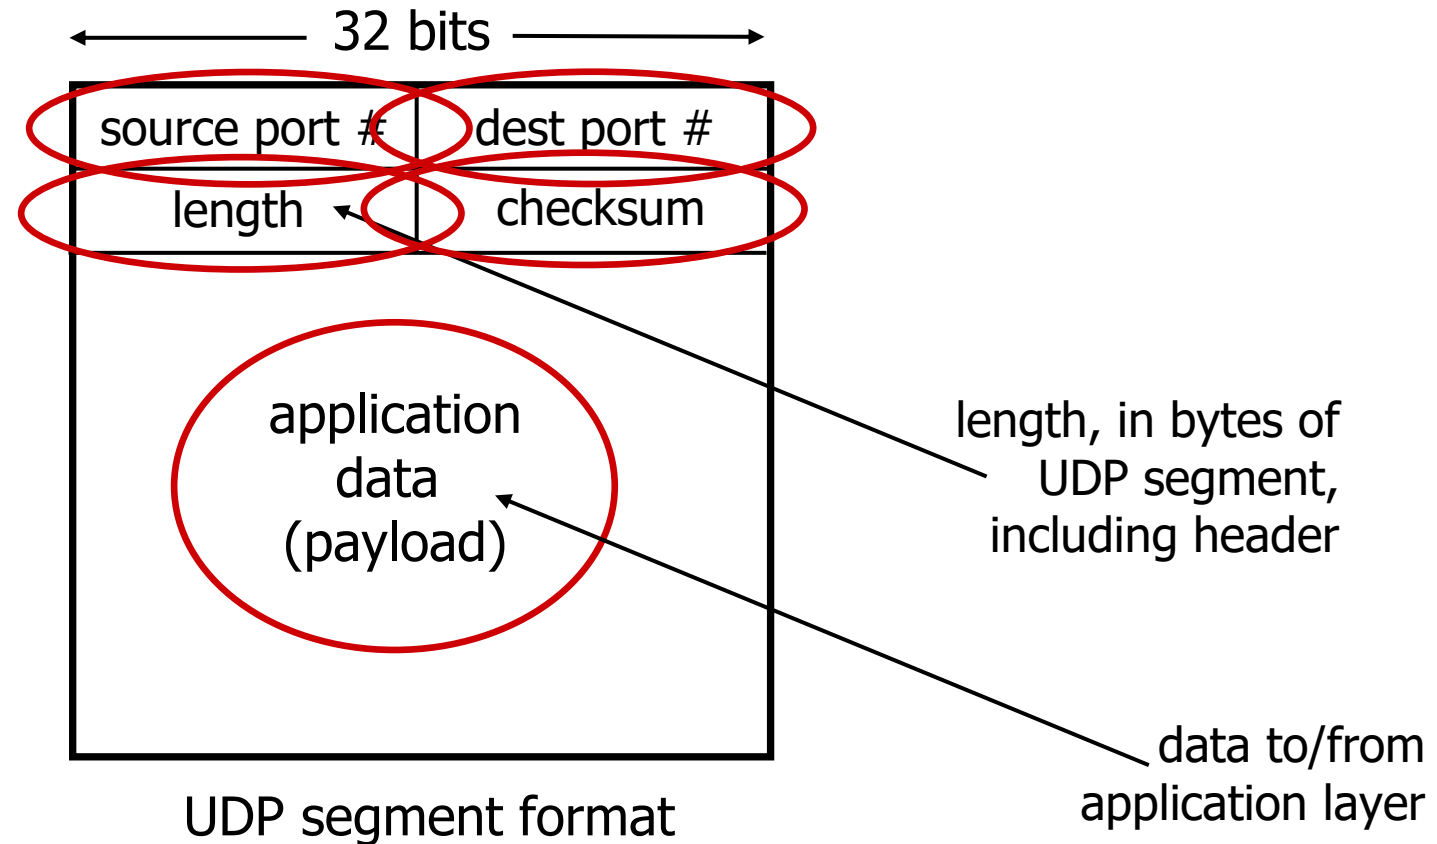 32 bits
source port #
dest port #
length
checksum
application
data
(payload)
length, in bytes of
UDP segment,
including header
data to/from
application layer
UDP segment format